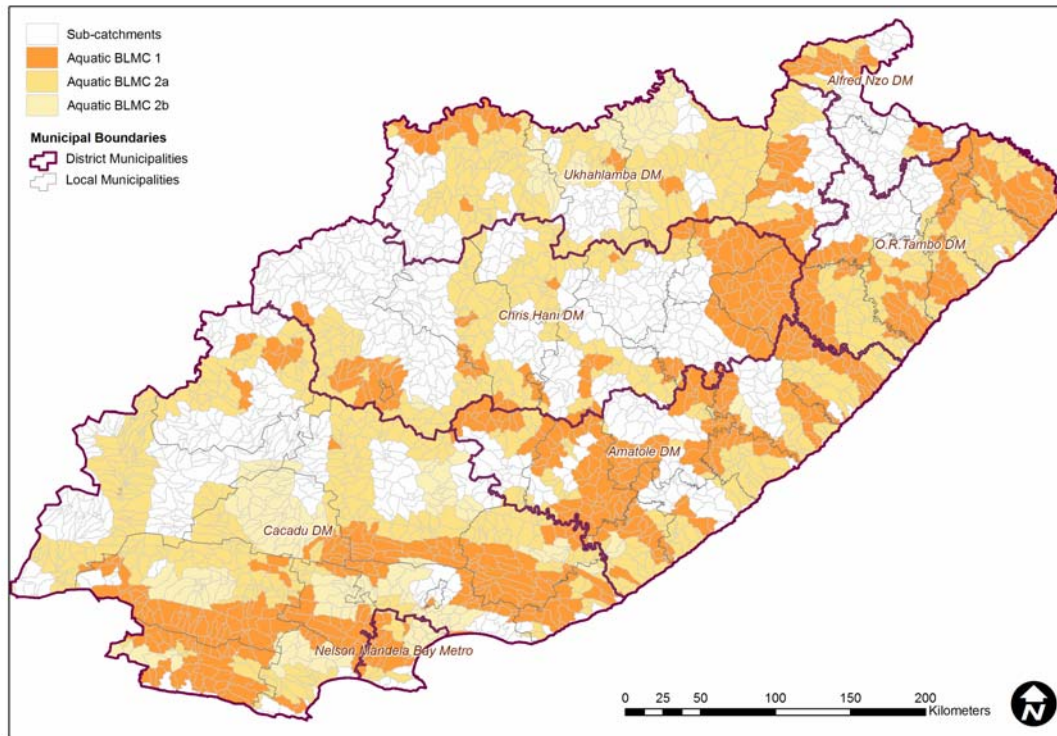 Sub-catchments
Aquatic BLMC 1
Aquatic BLMC 2a
Aquatic BLMC 2b
Municipal Boundaries
District Municipalities
Local Municipalities
Alfred Nzo DM
Ukhahlamba DM
O.R.Tambo DM
Chris Hani DM
Amatole DM
Cacadu DM
Nelson Mandela Bay Metro
0 25 50 100 150 200
Kilometers
N